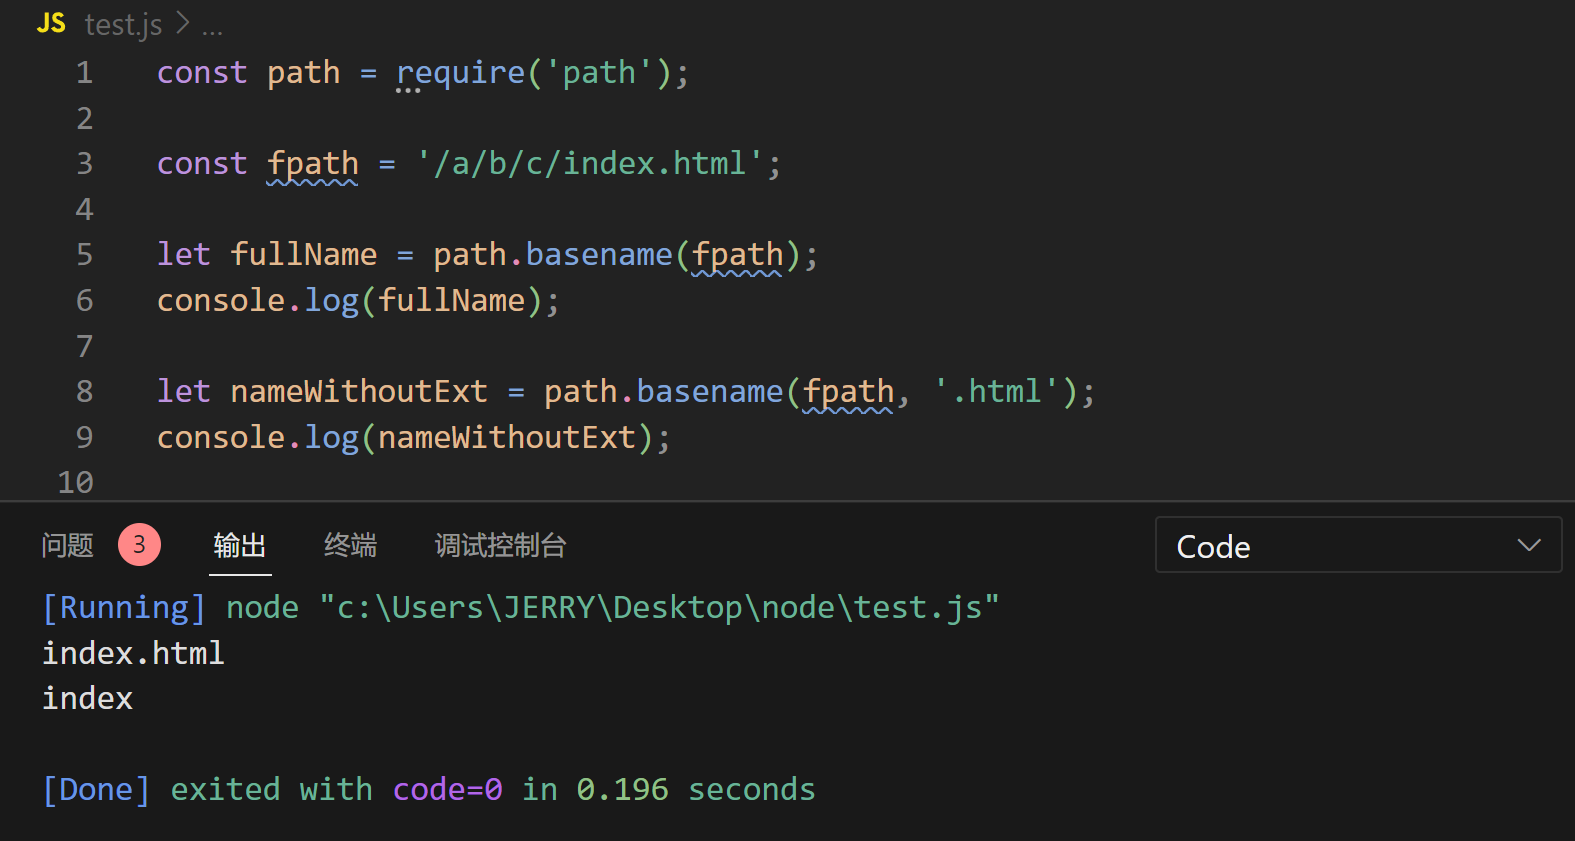 JS test.js > ...
1 const path = require('path');
2
3 const fpath = '/a/b/c/index.html';
4
5 let fullName = path.basename(fpath);
6 console.log(fullName);
7
8 let nameWithoutExt = path.basename(fpath, '.html');
9 console.log(nameWithoutExt);
10
问题 3 输出 终端 调试控制台 Code
[Running] node "c:\Users\JERRY\Desktop\node\test.js"
index.html
index
[Done] exited with code=0 in 0.196 seconds